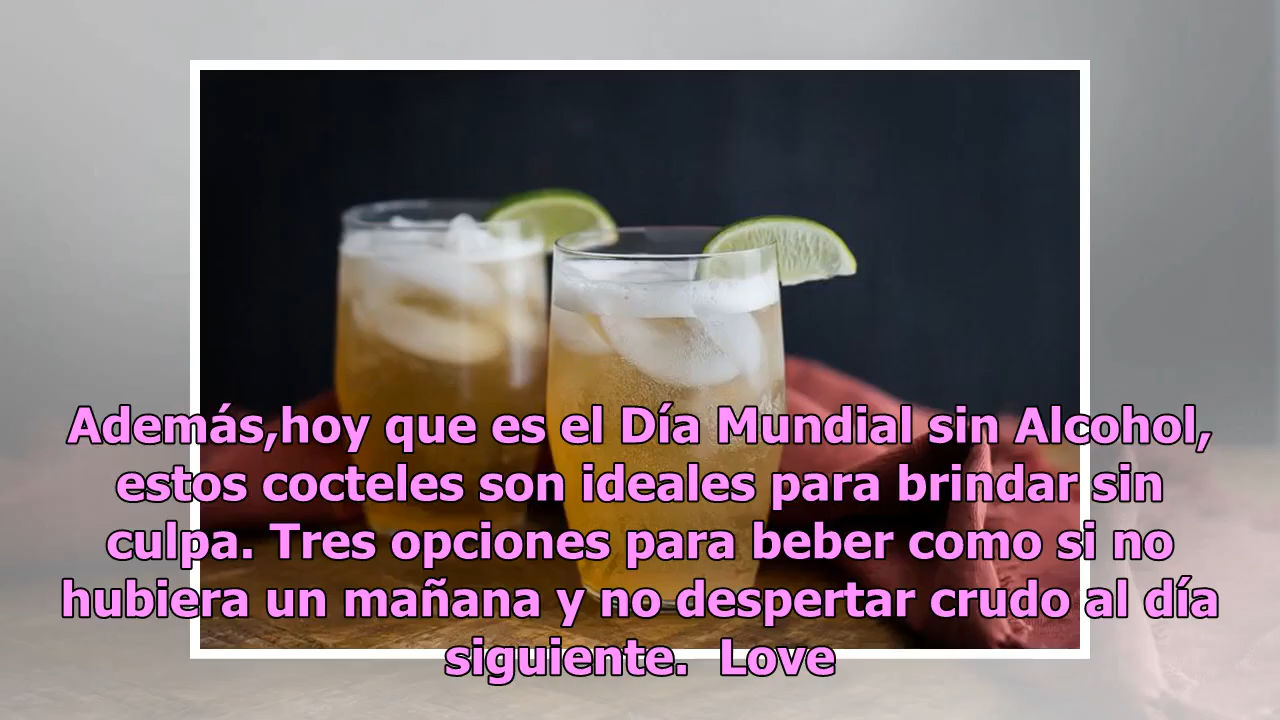 Además,hoy que es el Día Mundial sin Alcohol,
estos cocteles son ideales para brindar sin
culpa. Tres opciones para beber como si no
hubiera un mañana y no despertar crudo al día
siguiente.  Love